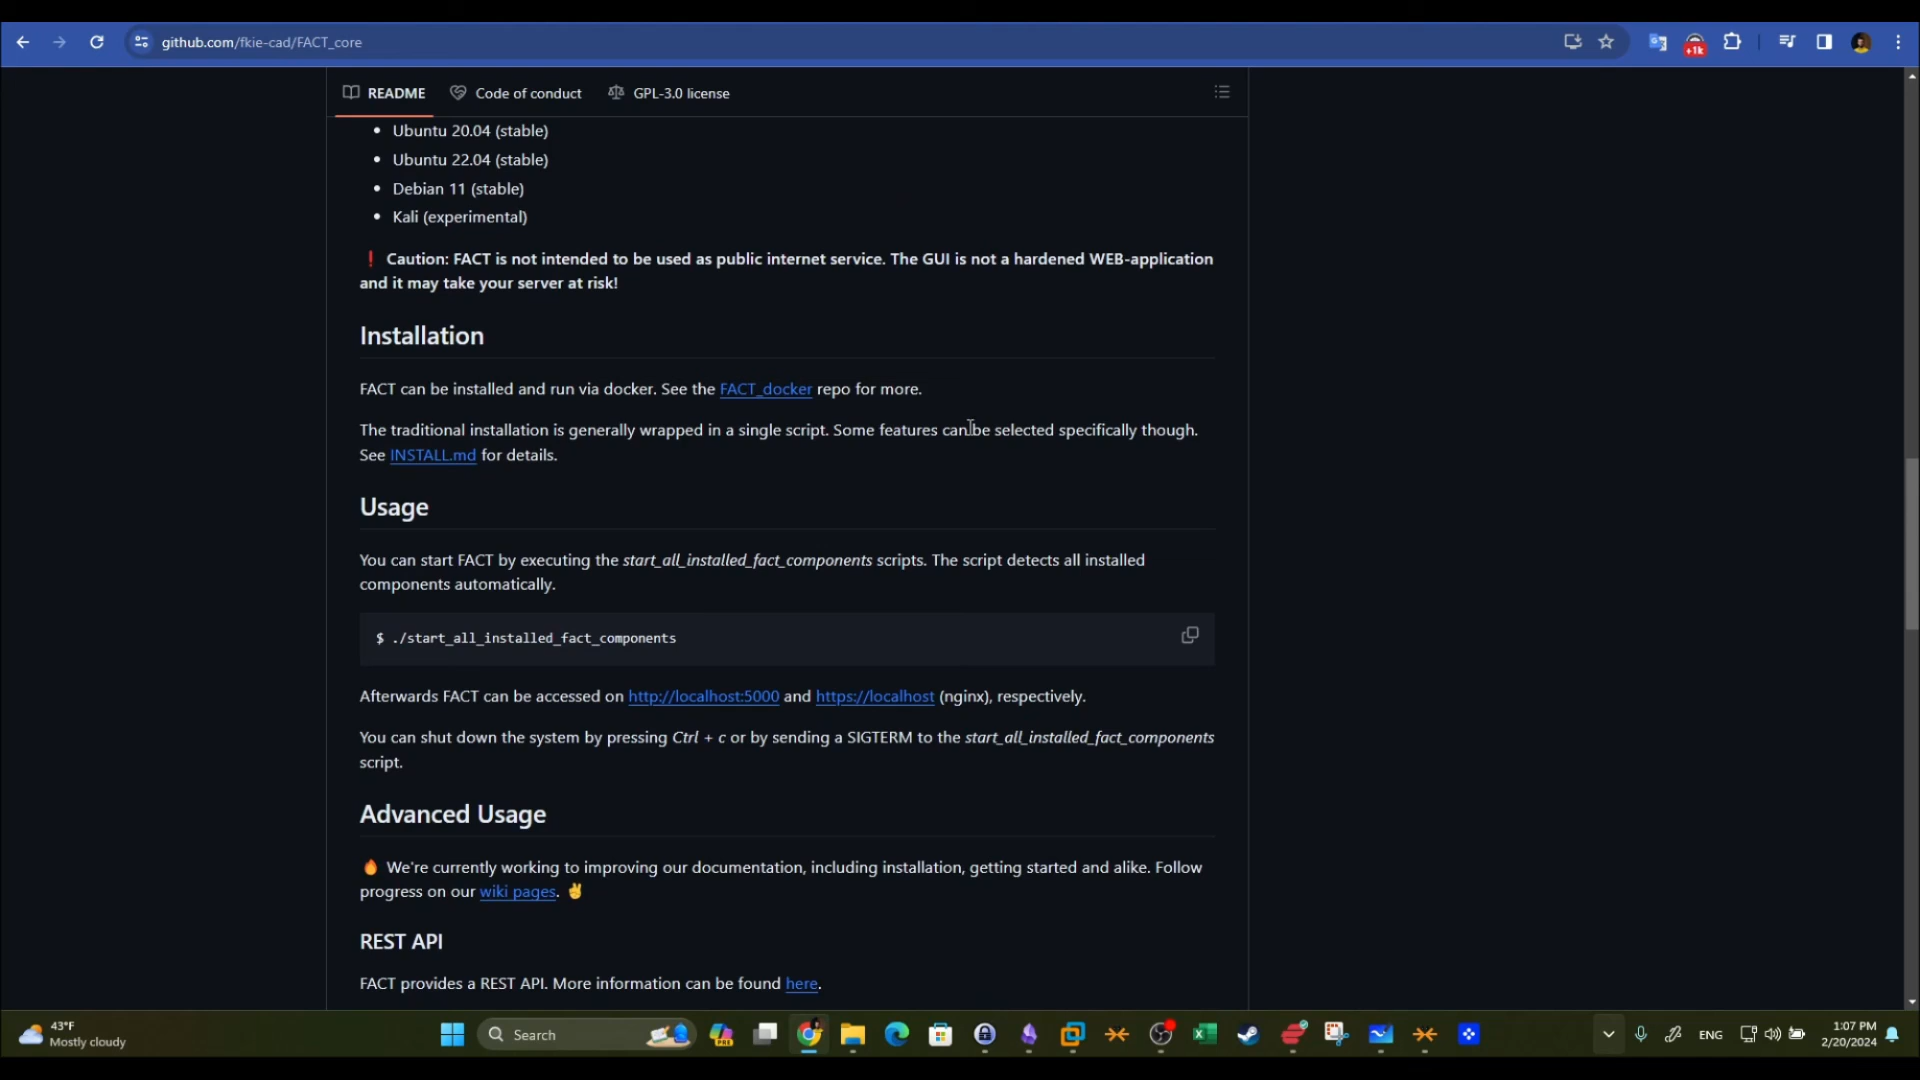 github.com/fkie-cad/FACT_core
+1k
README
Code of conduct
GPL-3.0 license
• Ubuntu 20.04 (stable)
• Ubuntu 22.04 (stable)
• Debian 11 (stable)
• Kali (experimental)
❗ Caution: FACT is not intended to be used as public internet service. The GUI is not a hardened WEB-application
and it may take your server at risk!
Installation
FACT can be installed and run via docker. See the FACT_docker repo for more.
The traditional installation is generally wrapped in a single script. Some features can be selected specifically though.
See INSTALL.md for details.
Usage
You can start FACT by executing the start_all_installed_fact_components scripts. The script detects all installed
components automatically.
$ ./start_all_installed_fact_components
Afterwards FACT can be accessed on http://localhost:5000 and https://localhost (nginx), respectively.
You can shut down the system by pressing Ctrl + c or by sending a SIGTERM to the start_all_installed_fact_components
script.
Advanced Usage
🔥 We're currently working to improving our documentation, including installation, getting started and alike. Follow
progress on our wiki pages. ✌
REST API
FACT provides a REST API. More information can be found here.
43°F
Mostly cloudy
Search
ENG
1:07 PM
2/20/2024